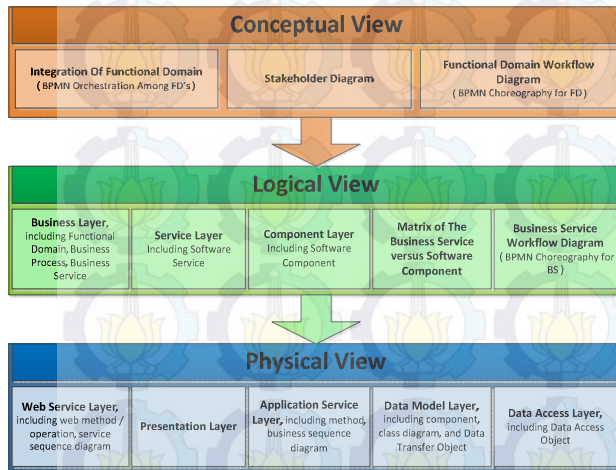 Conceptual View
Integration Of Functional Domain
( BPMN Orchestration Among FD's )
Stakeholder Diagram
Functional Domain Workflow
Diagram
( BPMN Choreography for FD )
Logical View
Business Layer,
including Functional
Domain, Business
Process, Business
Service
Service Layer
Including Software
Service
Component Layer
Including Software
Component
Matrix of The
Business Service
versus Software
Component
Business Service
Workflow Diagram
( BPMN Choreography for
BS )
Physical View
Web Service Layer,
including web method /
operation, service
sequence diagram
Presentation Layer
Application Service
Layer, including method,
business sequence
diagram
Data Model Layer,
including component,
class diagram, and Data
Transfer Object
Data Access Layer,
including Data Access
Object